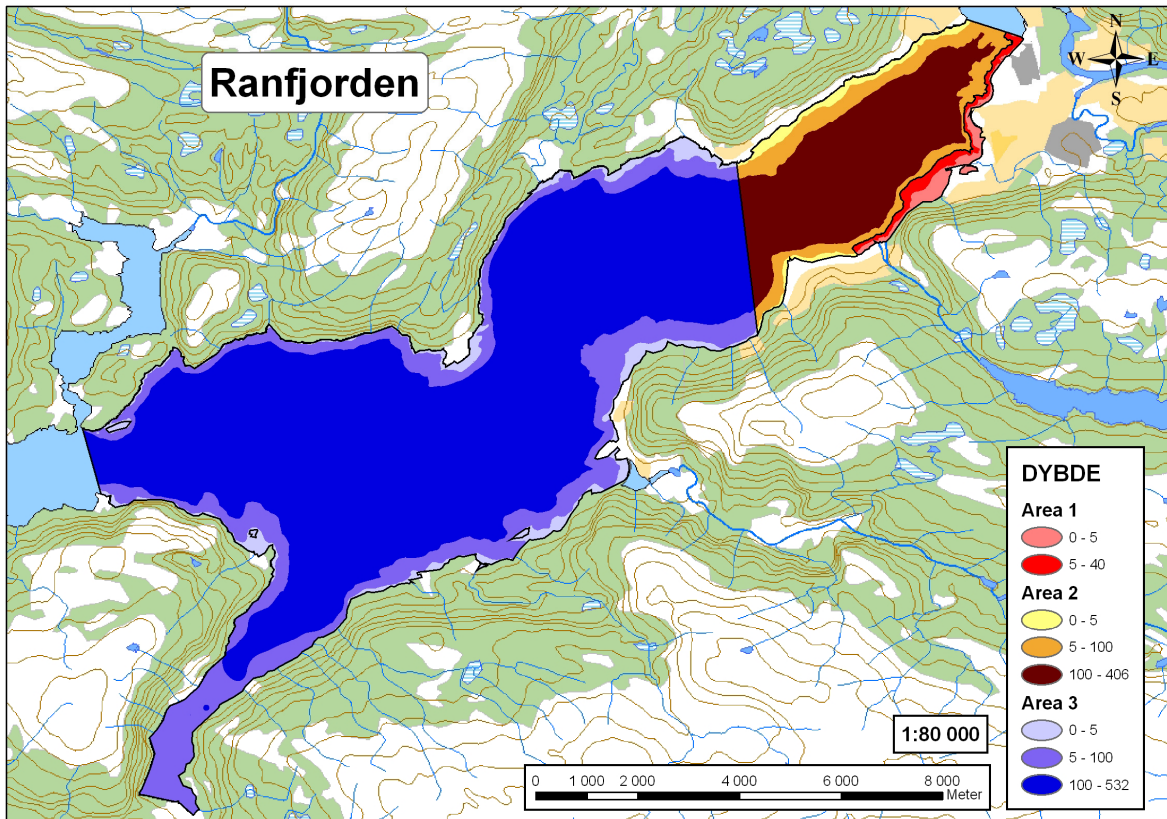 Ranfjorden
N
W E
S
DYBDE
Area 1
0 - 5
5 - 40
Area 2
0 - 5
5 - 100
100 - 406
Area 3
0 - 5
5 - 100
100 - 532
1:80 000
0 1 000 2 000 4 000 6 000 8 000
Meter